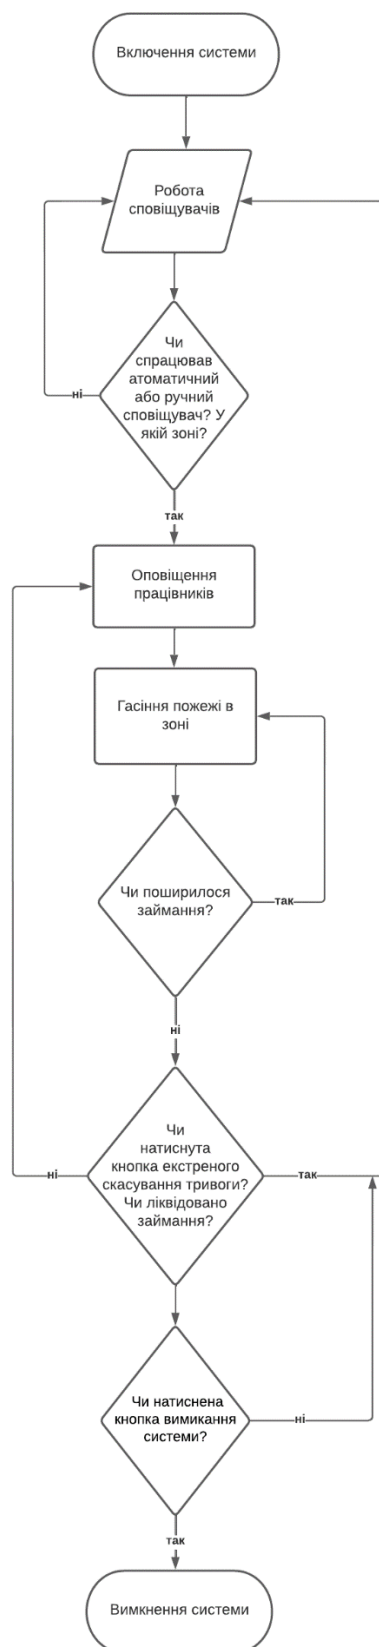 Включення системи
Робота
сповіщувачів
Чи
спрацював
атоматичний
або ручний
сповіщувач? У
якій зоні?
ні
так
Оповіщення
працівників
Гасіння пожежі в
зоні
Чи поширилося
займання?
так
ні
Чи
натиснута
кнопка екстреного
скасування тривоги?
Чи ліквідовано
займання?
ні
так
Чи натиснена
кнопка вимикання
системи?
ні
так
Вимкнення системи